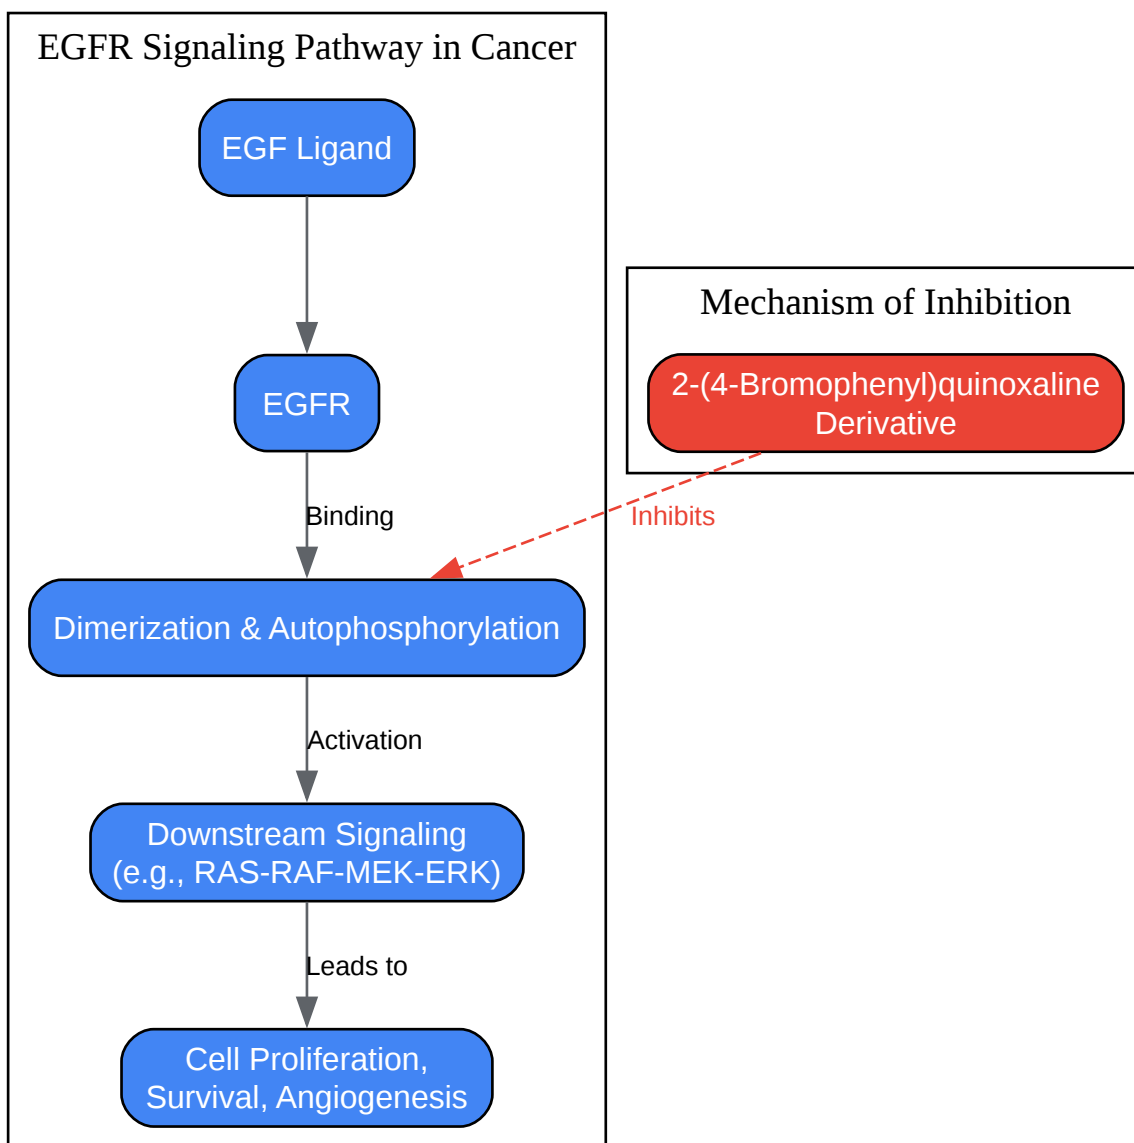 EGFR Signaling Pathway in Cancer
EGF Ligand
Mechanism of Inhibition
EGFR
2-(4-Bromophenyl)quinoxaline
Derivative
Binding
Inhibits
Dimerization & Autophosphorylation
Activation
Downstream Signaling
(e.g., RAS-RAF-MEK-ERK)
Leads to
Cell Proliferation,
Survival, Angiogenesis